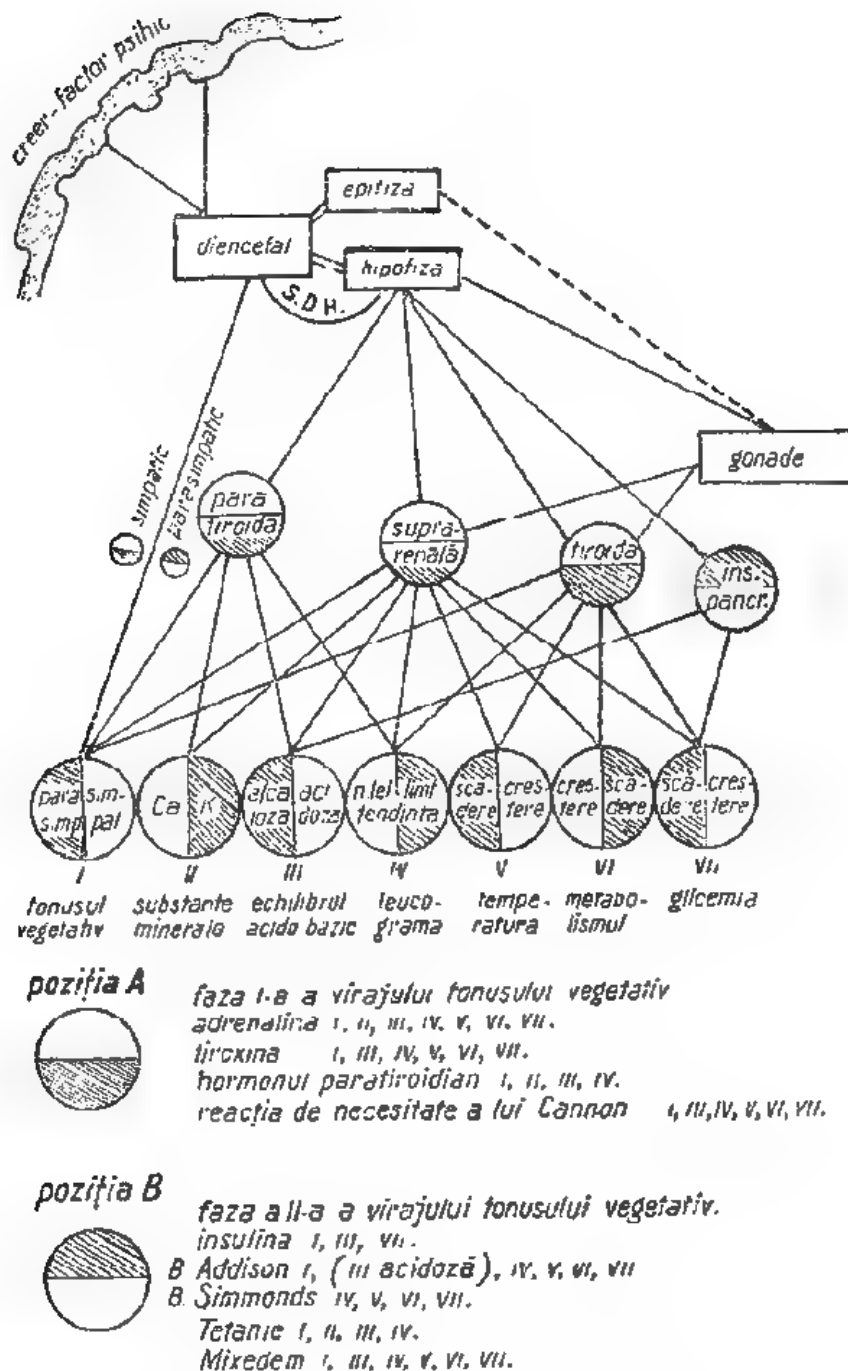 creer-factor psihic
epifiza
diencefal
hipofiza
S.D.H.
gonade
simpatic
parasimpatic
para
tiroida
supra-
renală
tiroida
ins.
pancr.
para sim-
simp pat
Ca K
alca aci
loza doza
n.lei limf
tendinta
scă- cres-
dere tere
cres- scă-
tere dere
scă- cres-
dere tere
I II III IV V VI VII
tonusul substante echilibrul leuco- tempe- metabo- glicemia
vegetativ minerale acido bazic grama ratura lismul
poziția A
faza I-a a virajului tonusului vegetativ
adrenalina I, II, III, IV, V, VI, VII.
tiroxina I, III, IV, V, VI, VII.
hormonul paratiroidian I, II, III, IV.
reacția de necesitate a lui Cannon I, III, IV, V, VI, VII.
poziția B
faza a II-a a virajului tonusului vegetativ.
insulina I, III, VII.
B Addison I, (III acidoză), IV, V, VI, VII
B. Simmonds IV, V, VI, VII.
Tetanie I, II, III, IV.
Mixedem I, III, IV, V, VI, VII.